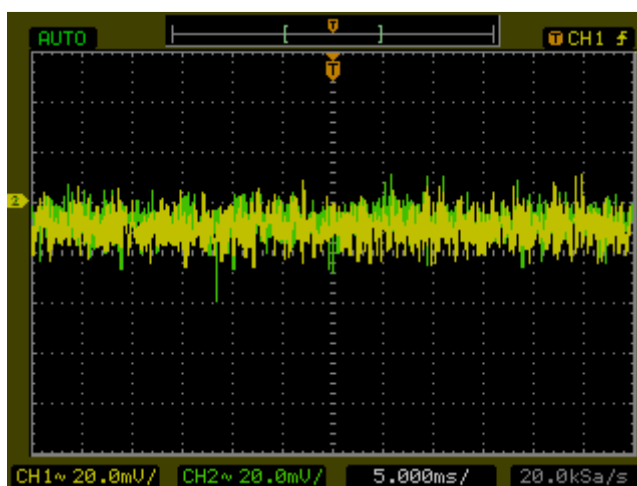 AUTO
T
T CH1
T
2
CH1~ 20.0mV/ CH2~ 20.0mV/ 5.000ms/ 20.0kSa/s